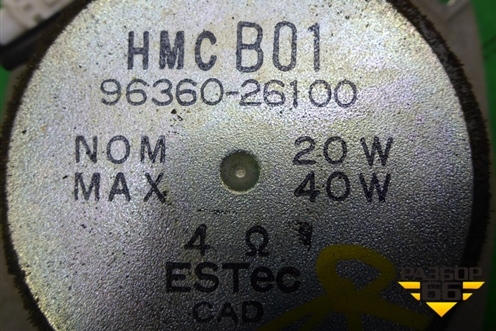 HMC B01
96360-26100
NOM 20W
MAX 40W
4 Ω
ESTec
CAD
РАЗБОР
66